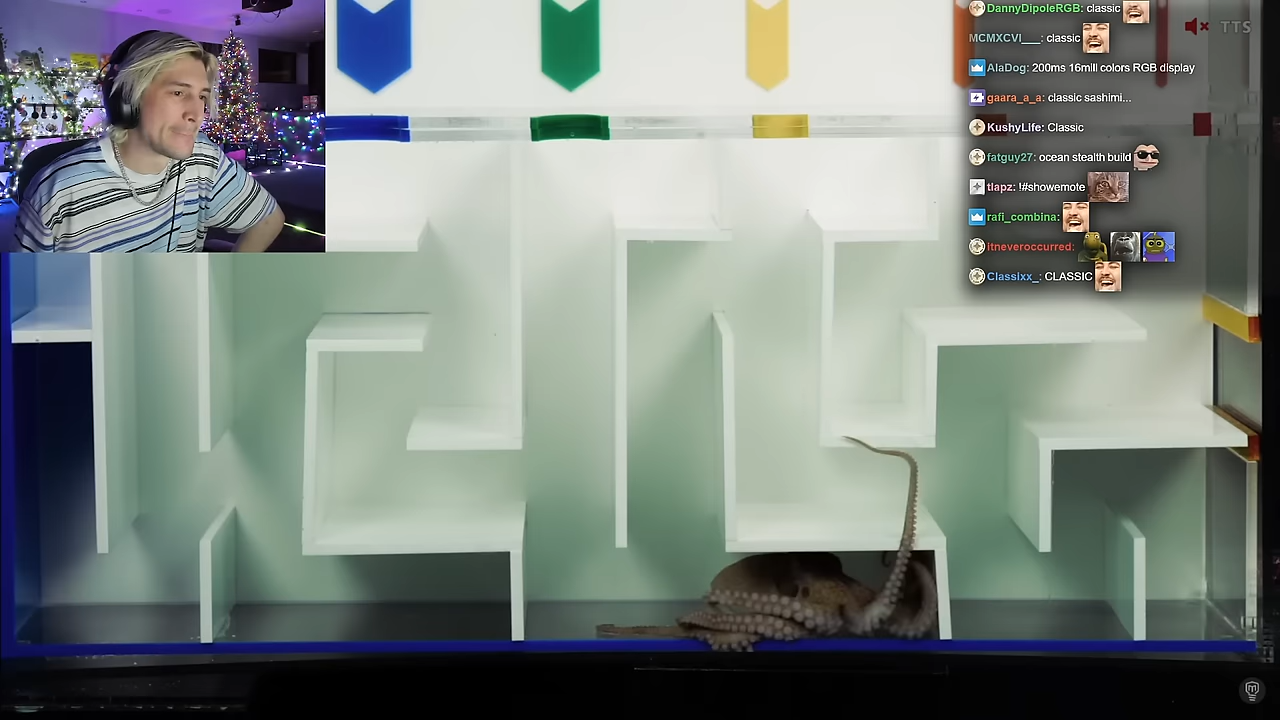 DannyDipoleRGB: classic
TTS
MCMXCVI___: classic
AlaDog: 200ms 16mill colors RGB display
gaara_a_a: classic sashimi...
KushyLife: Classic
fatguy27: ocean stealth build
tlapz: !#showemote
rafi_combina:
itneveroccurred:
Classixx_: CLASSIC